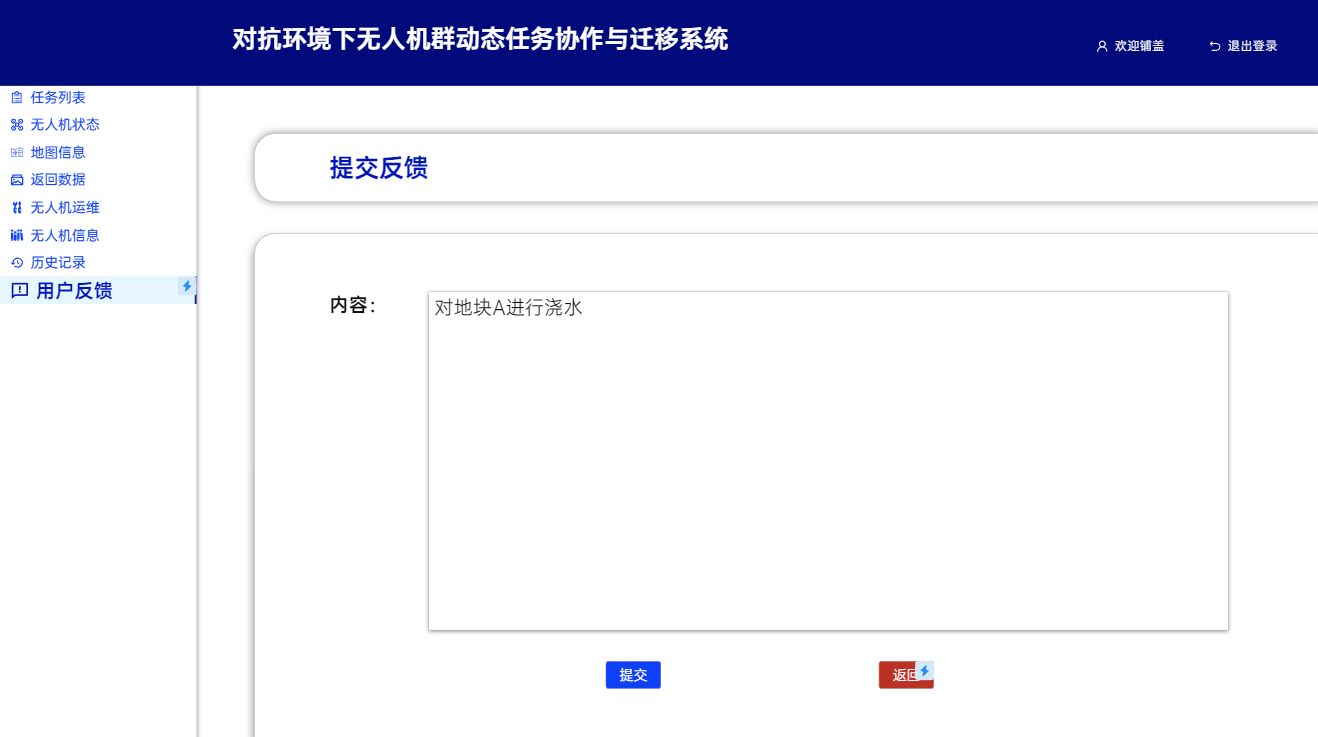 对抗环境下无人机群动态任务协作与迁移系统
欢迎铺盖
退出登录
任务列表
无人机状态
地图信息
返回数据
无人机运维
无人机信息
历史记录
用户反馈
提交反馈
内容：
对地块A进行浇水
提交
返回